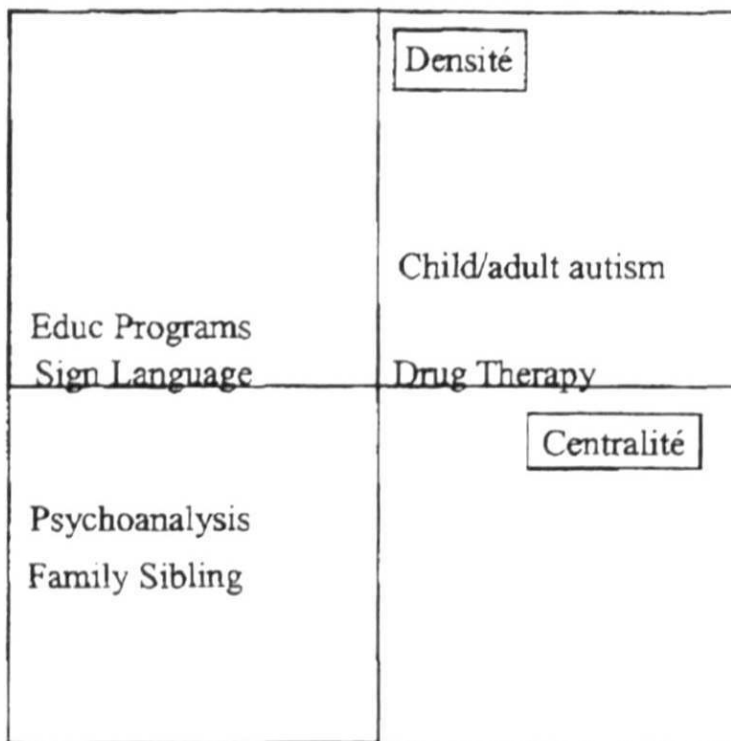 Densité
Child/adult autism
Educ Programs
Sign Language
Drug Therapy
Centralité
Psychoanalysis
Family Sibling